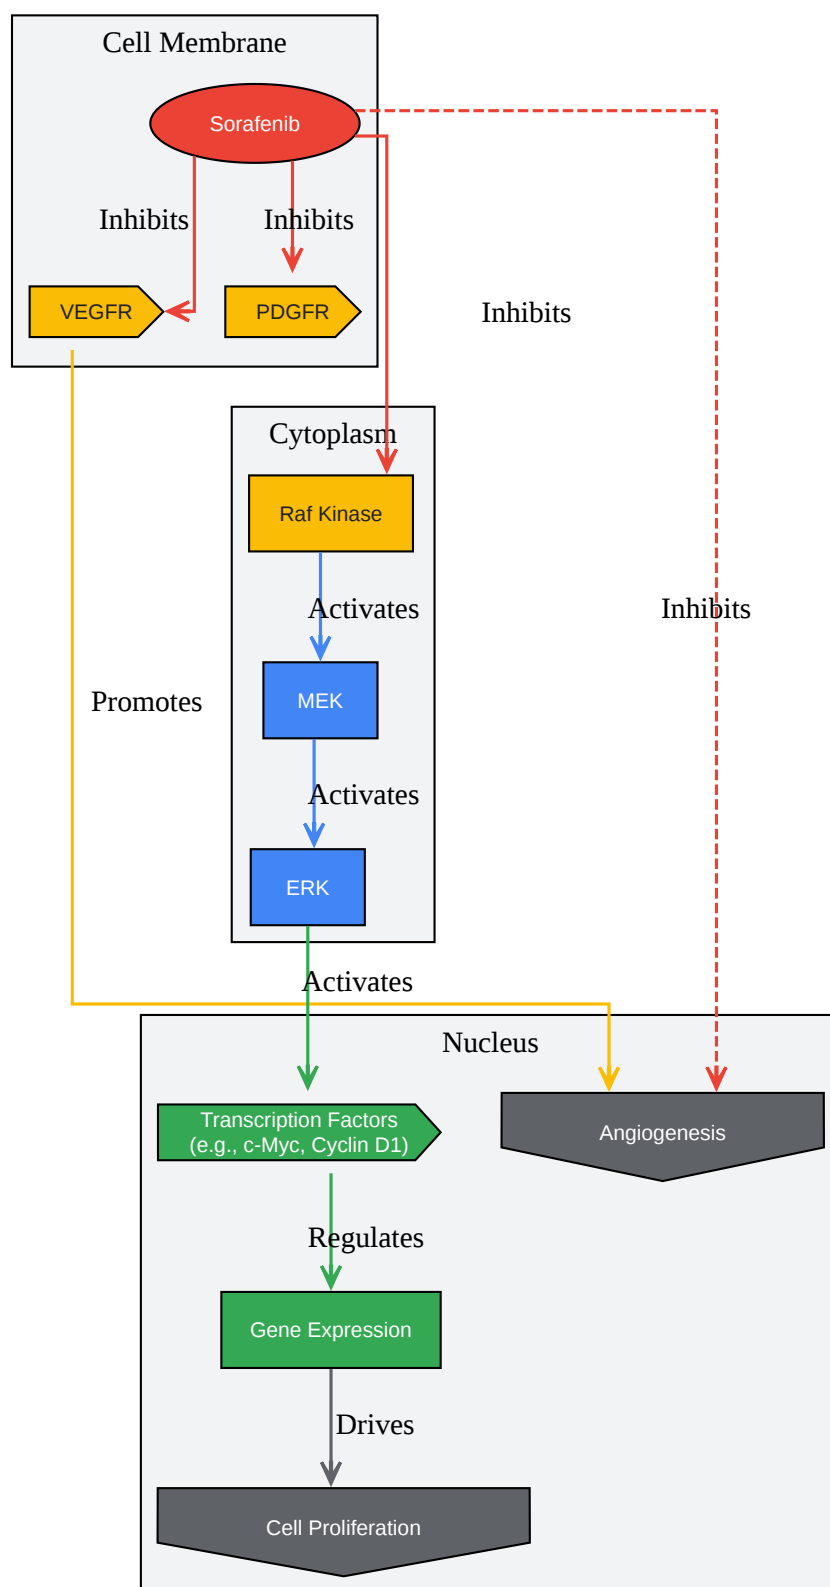 Cell Membrane
Sorafenib
Inhibits
Inhibits
VEGFR
PDGFR
Inhibits
Cytoplasm
Raf Kinase
Activates
Inhibits
MEK
Promotes
Activates
ERK
Activates
Nucleus
Transcription Factors
(e.g., c-Myc, Cyclin D1)
Angiogenesis
Regulates
Gene Expression
Drives
Cell Proliferation